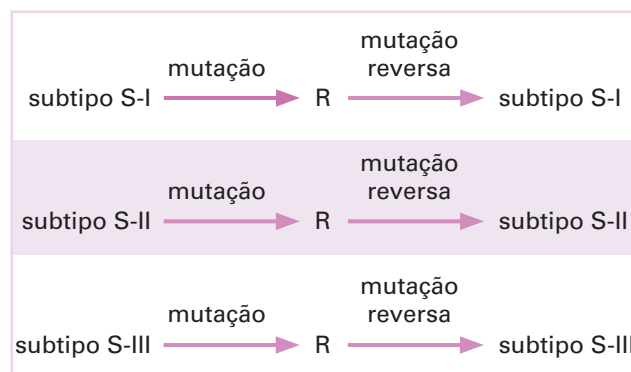 mutação
mutação
reversa
subtipo S-I
R
subtipo S-I
mutação
mutação
reversa
subtipo S-II
R
subtipo S-II
mutação
mutação
reversa
subtipo S-III
R
subtipo S-III